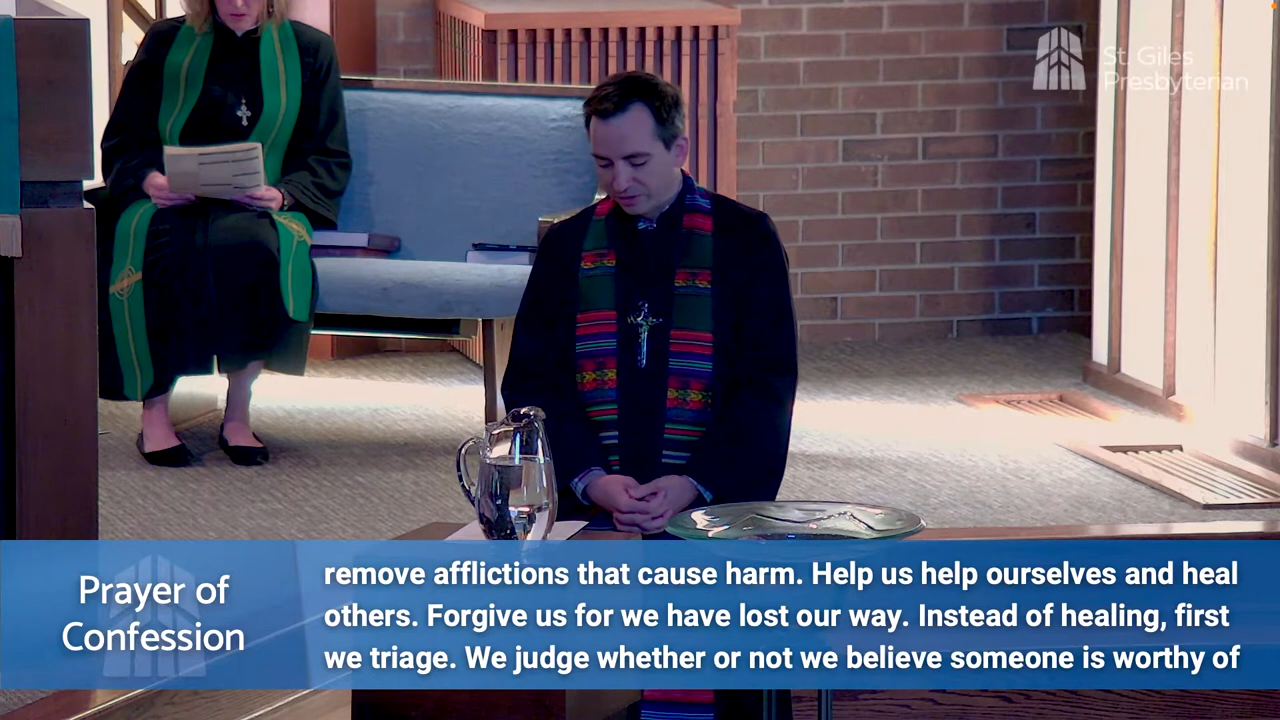 St. Giles
Presbyterian
Prayer of
Confession
remove afflictions that cause harm. Help us help ourselves and heal
others. Forgive us for we have lost our way. Instead of healing, first
we triage. We judge whether or not we believe someone is worthy of